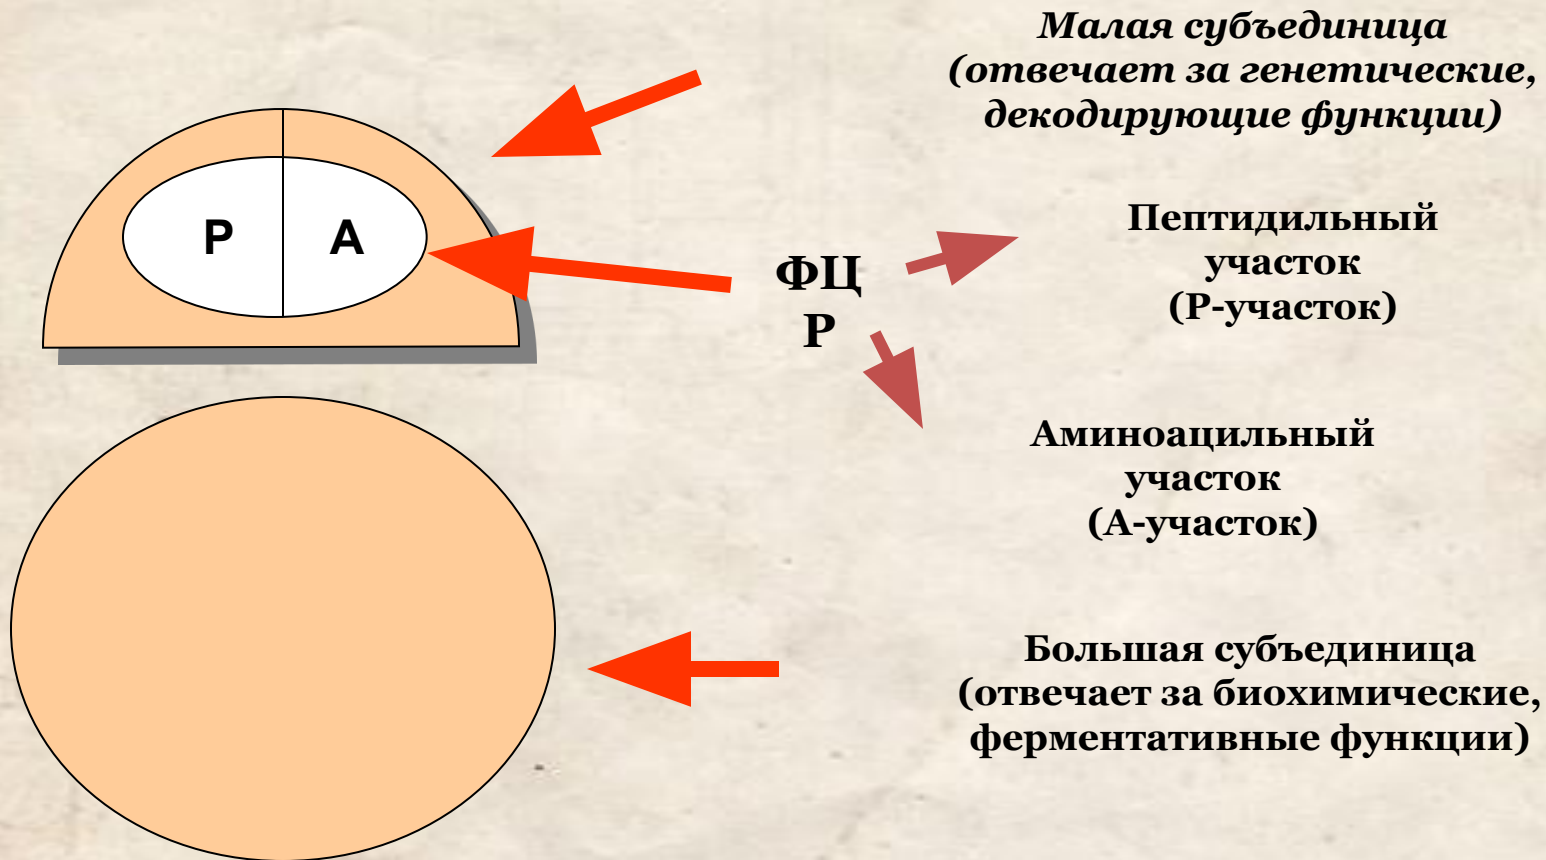 Малая субъединица
(отвечает за генетические,
декодирующие функции)
P A
ФЦ
Р
Пептидильный
участок
(Р-участок)
Аминоацильный
участок
(А-участок)
Большая субъединица
(отвечает за биохимические,
ферментативные функции)